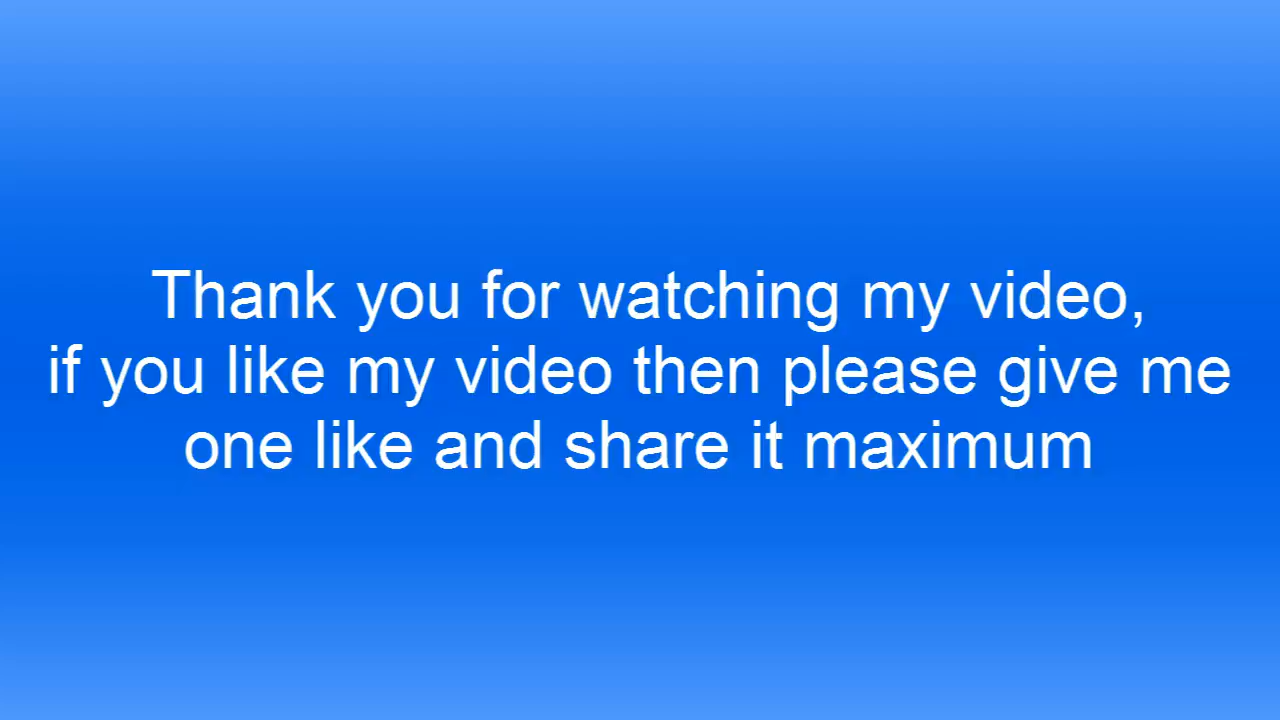 Thank you for watching my video,
if you like my video then please give me
one like and share it maximum